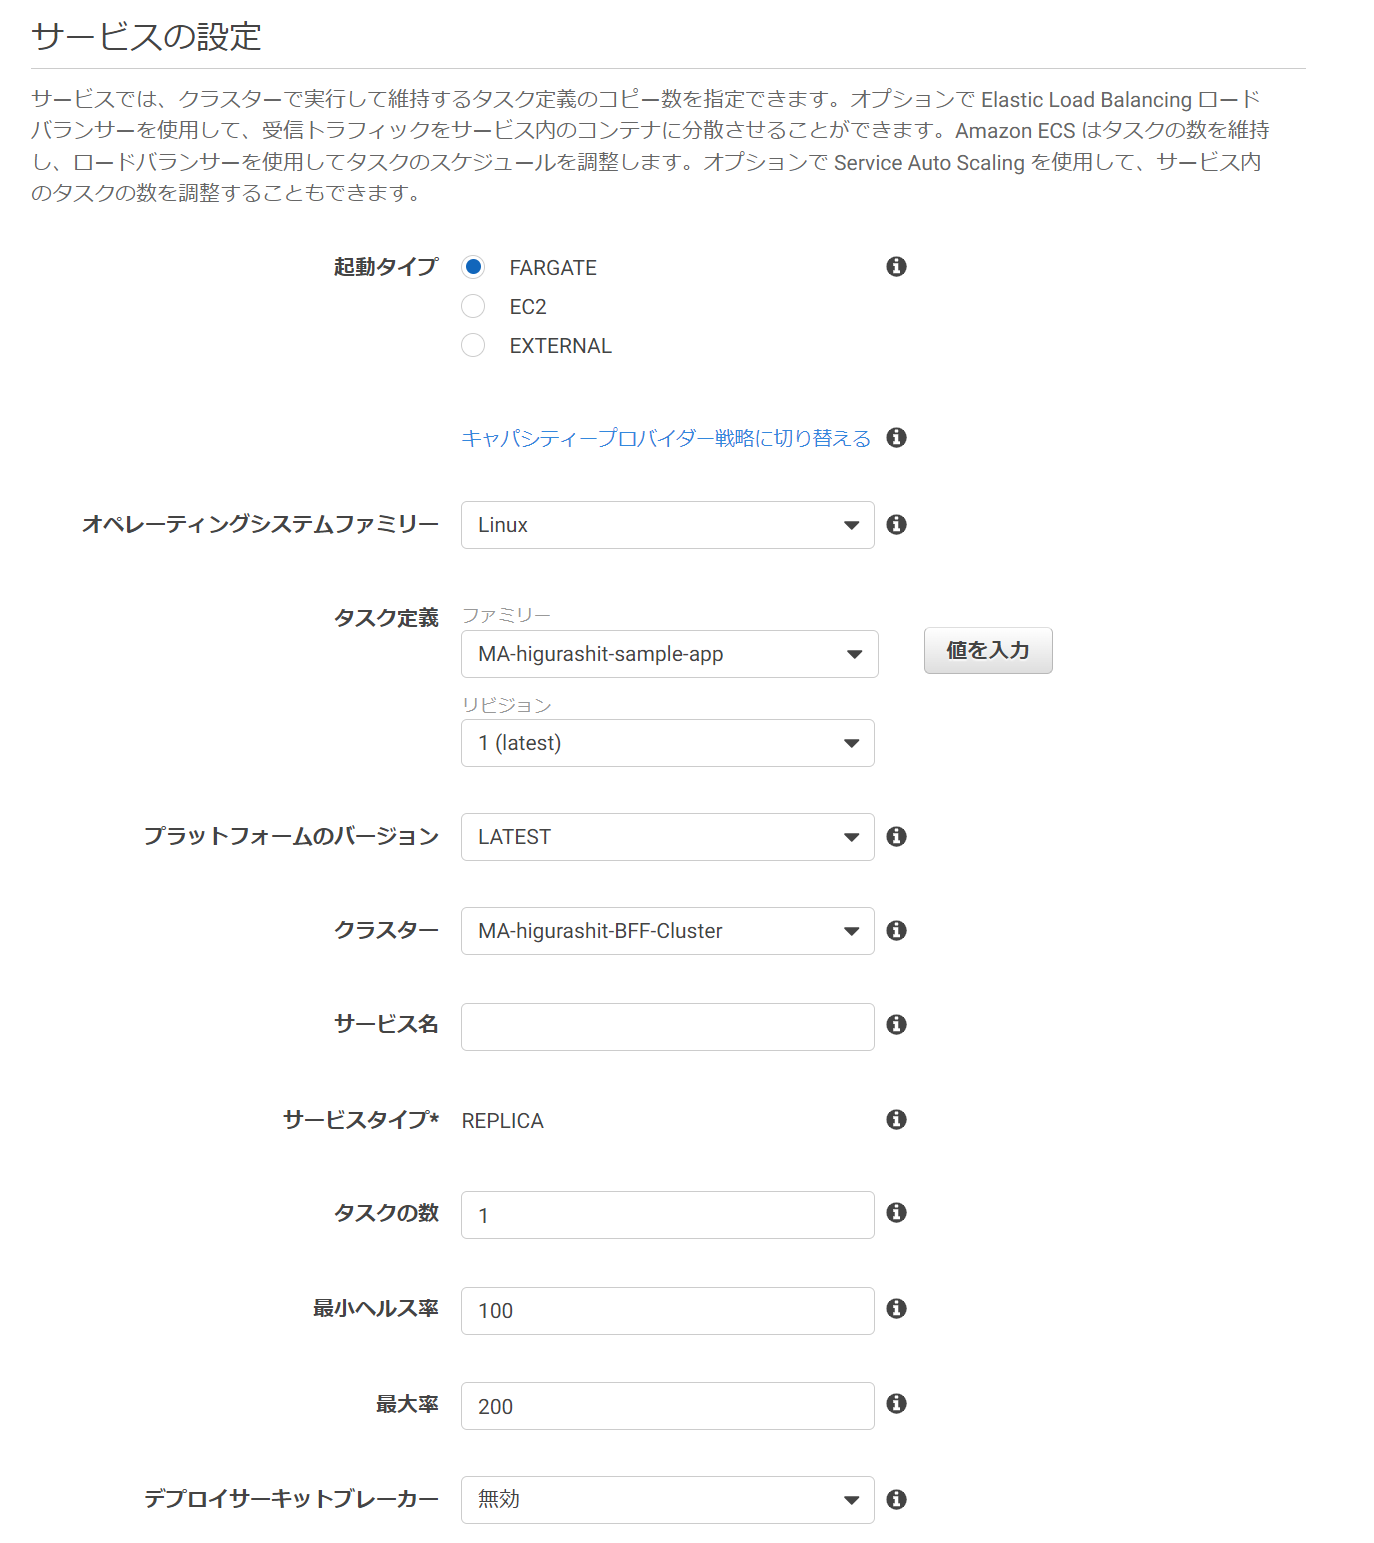 サービスの設定
サービスでは、クラスターで実行して維持するタスク定義のコピー数を指定できます。オプションで Elastic Load Balancing ロード
バランサーを使用して、受信トラフィックをサービス内のコンテナに分散させることができます。Amazon ECS はタスクの数を維持
し、ロードバランサーを使用してタスクのスケジュールを調整します。オプションで Service Auto Scaling を使用して、サービス内
のタスクの数を調整することもできます。
起動タイプ FARGATE
EC2
EXTERNAL
キャパシティープロバイダー戦略に切り替える
オペレーティングシステムファミリー Linux
タスク定義 ファミリー
MA-higurashit-sample-app 値を入力
リビジョン
1 (latest)
プラットフォームのバージョン LATEST
クラスター MA-higurashit-BFF-Cluster
サービス名
サービスタイプ* REPLICA
タスクの数 1
最小ヘルス率 100
最大率 200
デプロイサーキットブレーカー 無効